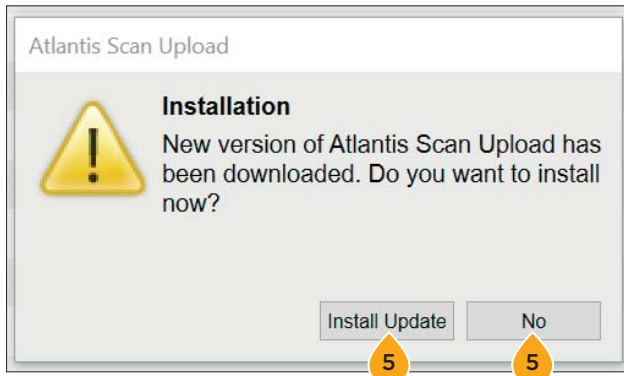 Atlantis Scan Upload
Installation
New version of Atlantis Scan Upload has
been downloaded. Do you want to install
now?
Install Update No
5 5